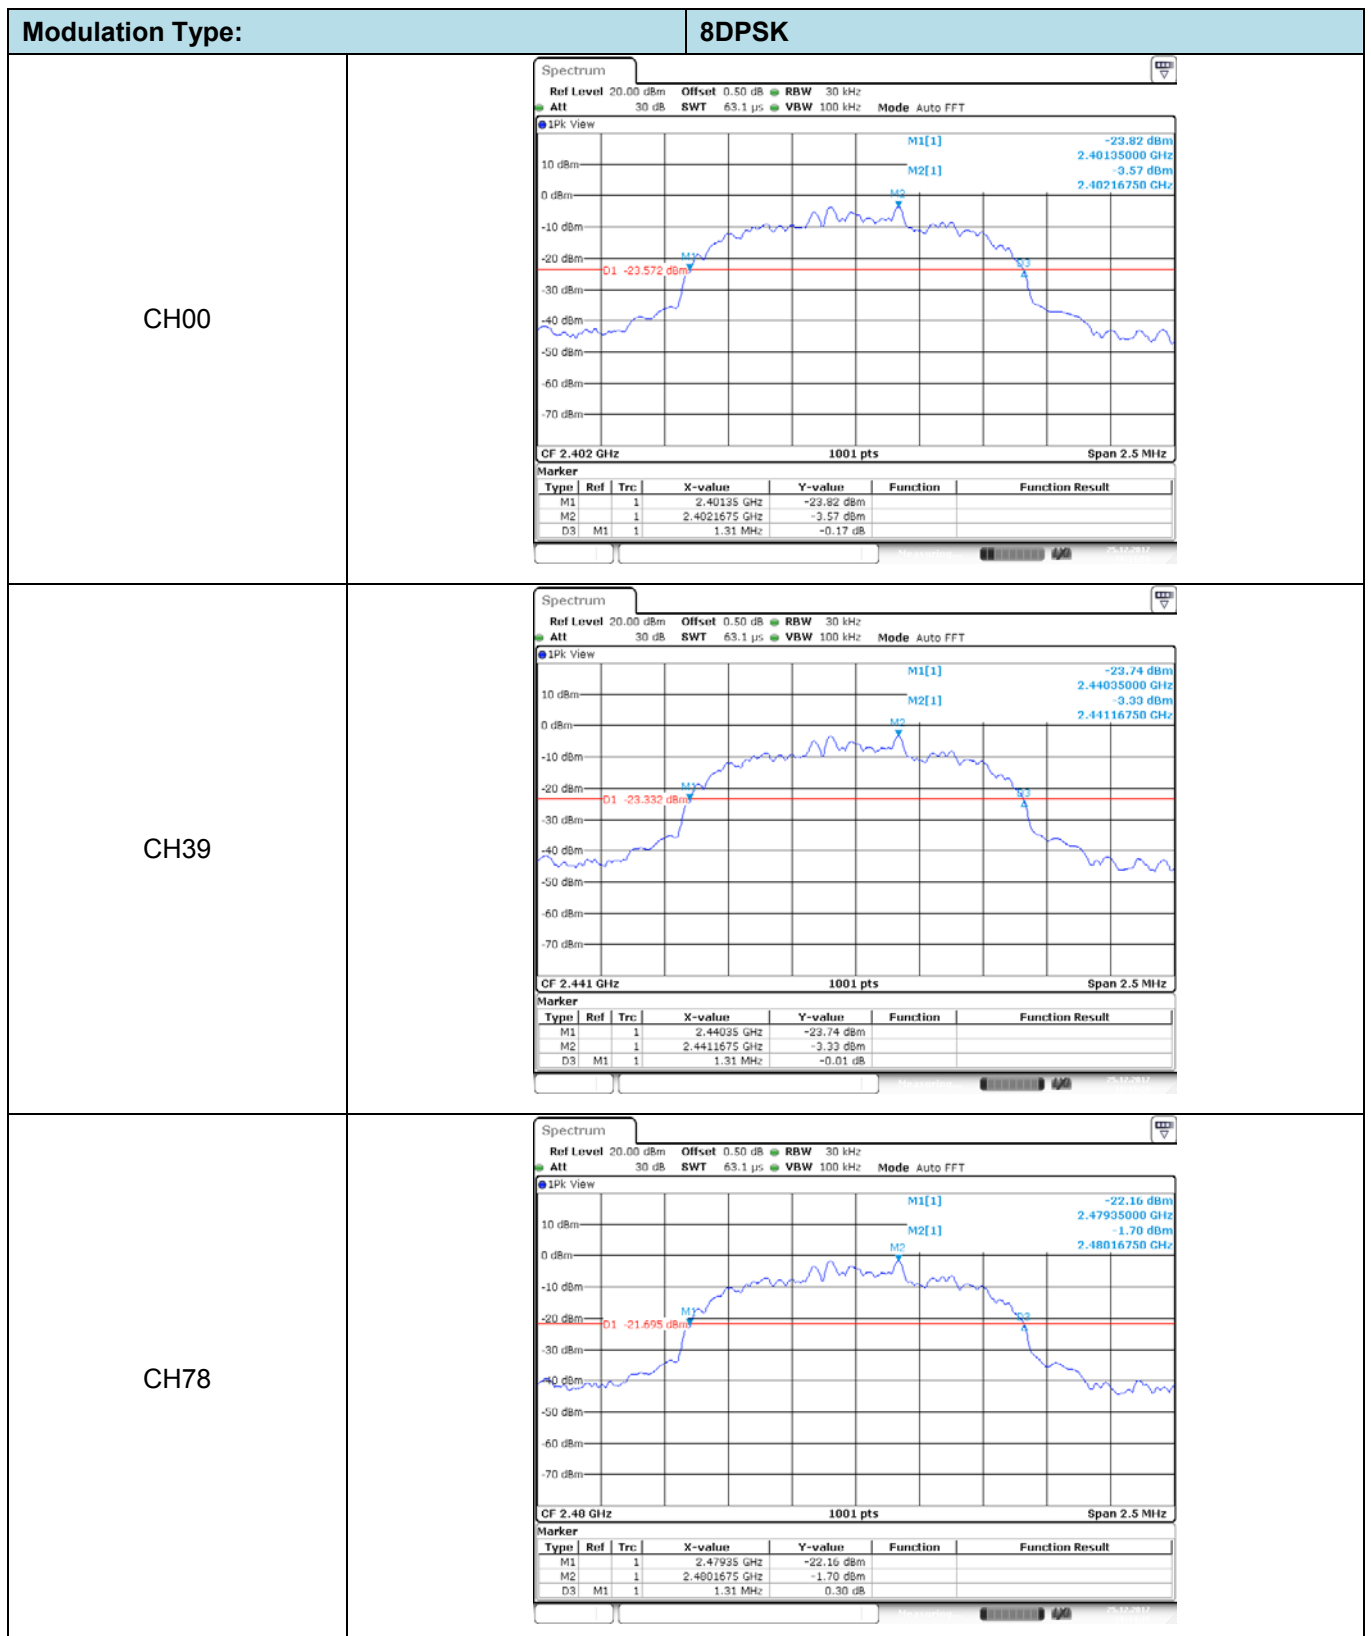 Modulation Type: 8DPSK
CH00
Spectrum
Ref Level 20.00 dBm Offset 0.50 dB RBW 30 kHz
Att 30 dB SWT 63.1 µs VBW 100 kHz Mode Auto FFT
1Pk View
M1[1] -23.82 dBm
2.40135000 GHz
10 dBm
M2[1] -3.57 dBm
2.40216750 GHz
0 dBm
M2
-10 dBm
-20 dBm
M1
D3
D1 -23.572 dBm
-30 dBm
-40 dBm
-50 dBm
-60 dBm
-70 dBm
CF 2.402 GHz 1001 pts Span 2.5 MHz
Marker
Type Ref Trc X-value Y-value Function Function Result
M1 1 2.40135 GHz -23.82 dBm
M2 1 2.4021675 GHz -3.57 dBm
D3 M1 1 1.31 MHz -0.17 dB
CH39
Spectrum
Ref Level 20.00 dBm Offset 0.50 dB RBW 30 kHz
Att 30 dB SWT 63.1 µs VBW 100 kHz Mode Auto FFT
1Pk View
M1[1] -23.74 dBm
2.44035000 GHz
10 dBm
M2[1] -3.33 dBm
2.44116750 GHz
0 dBm
M2
-10 dBm
-20 dBm
M1
D3
D1 -23.332 dBm
-30 dBm
-40 dBm
-50 dBm
-60 dBm
-70 dBm
CF 2.441 GHz 1001 pts Span 2.5 MHz
Marker
Type Ref Trc X-value Y-value Function Function Result
M1 1 2.44035 GHz -23.74 dBm
M2 1 2.4411675 GHz -3.33 dBm
D3 M1 1 1.31 MHz -0.01 dB
CH78
Spectrum
Ref Level 20.00 dBm Offset 0.50 dB RBW 30 kHz
Att 30 dB SWT 63.1 µs VBW 100 kHz Mode Auto FFT
1Pk View
M1[1] -22.16 dBm
2.47935000 GHz
10 dBm
M2[1] -1.70 dBm
2.48016750 GHz
0 dBm
M2
-10 dBm
M1
-20 dBm
D3
D1 -21.695 dBm
-30 dBm
-40 dBm
-50 dBm
-60 dBm
-70 dBm
CF 2.48 GHz 1001 pts Span 2.5 MHz
Marker
Type Ref Trc X-value Y-value Function Function Result
M1 1 2.47935 GHz -22.16 dBm
M2 1 2.4801675 GHz -1.70 dBm
D3 M1 1 1.31 MHz 0.30 dB